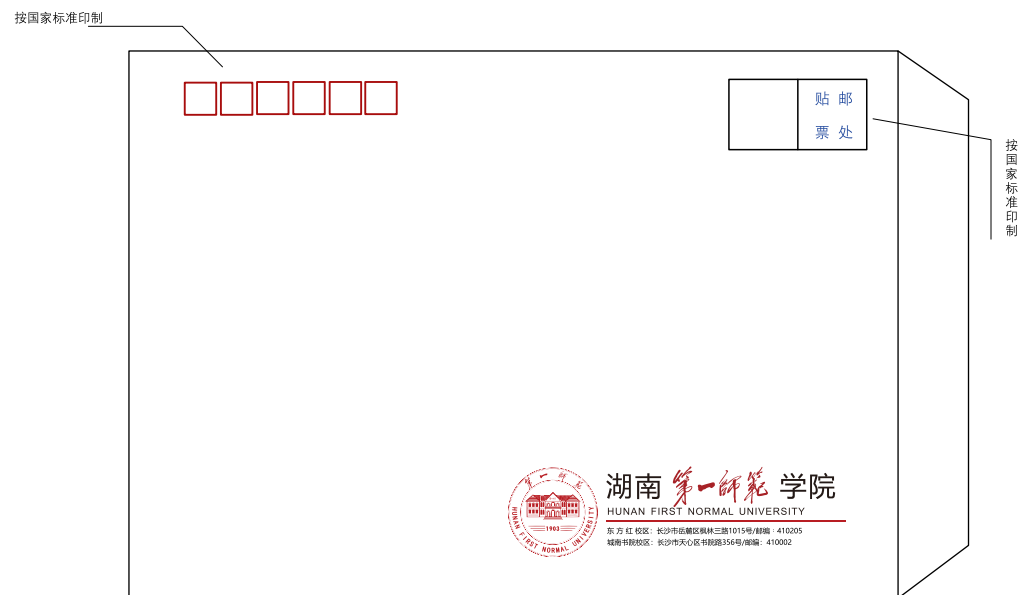 按国家标准印制
贴 邮
票 处
按国家标准印制
第一师范
湖南第一師範学院
HUNAN FIRST NORMAL UNIVERSITY
1903
HUNAN FIRST NORMAL UNIVERSITY
东 方 红 校区：长沙市岳麓区枫林三路1015号/邮编：410205
城南书院校区：长沙市天心区书院路356号/邮编：410002